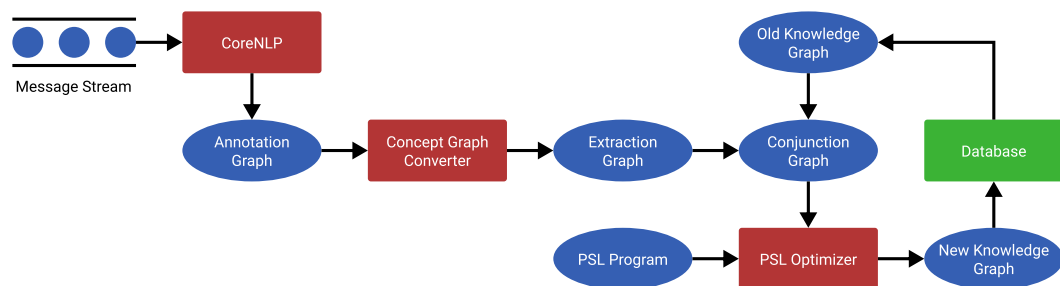 CoreNLP
Old Knowledge
Graph
Message Stream
Annotation
Graph
Concept Graph
Converter
Extraction
Graph
Conjunction
Graph
Database
PSL Program
PSL Optimizer
New Knowledge
Graph